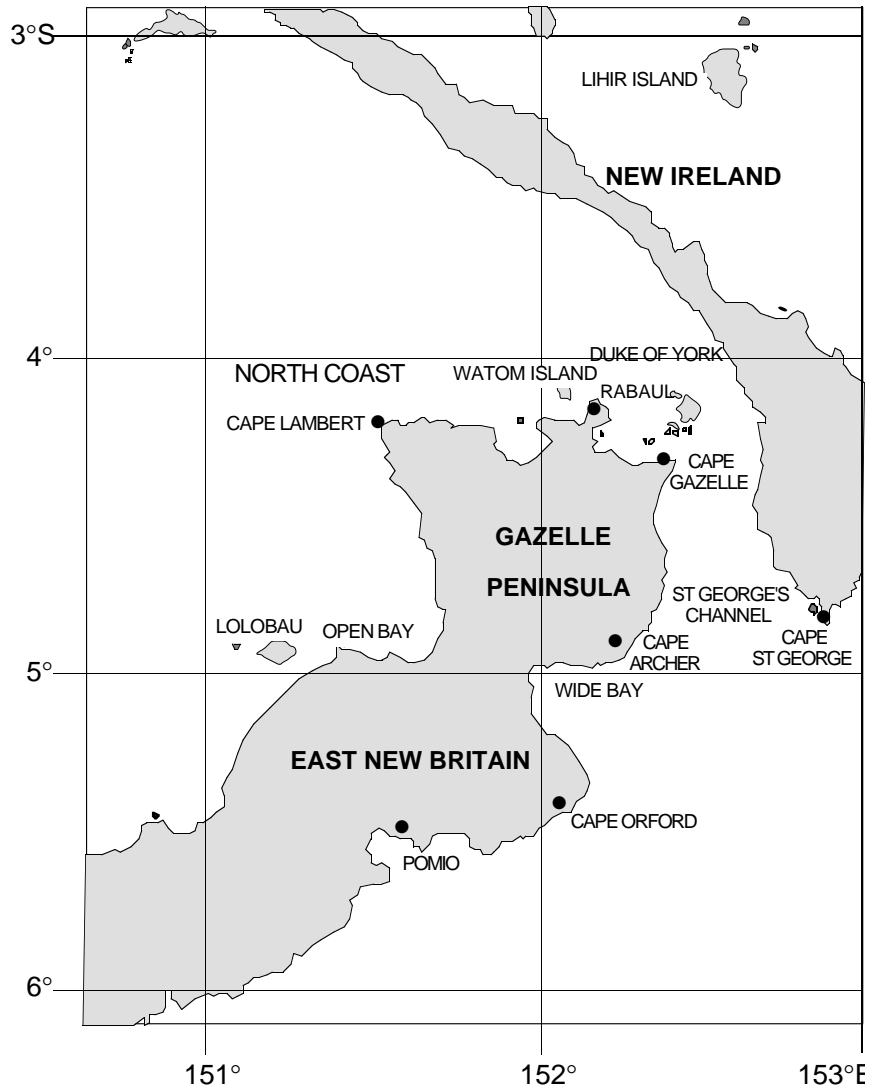 3°S
LIHIR ISLAND
NEW IRELAND
4°
DUKE OF YORK
NORTH COAST
WATOM ISLAND
RABAUL
CAPE LAMBERT
CAPE
GAZELLE
GAZELLE
PENINSULA
ST GEORGE'S
CHANNEL
LOLOBAU
OPEN BAY
CAPE
ARCHER
CAPE
ST GEORGE
5°
WIDE BAY
EAST NEW BRITAIN
CAPE ORFORD
POMIO
6°
151°
152°
153°E